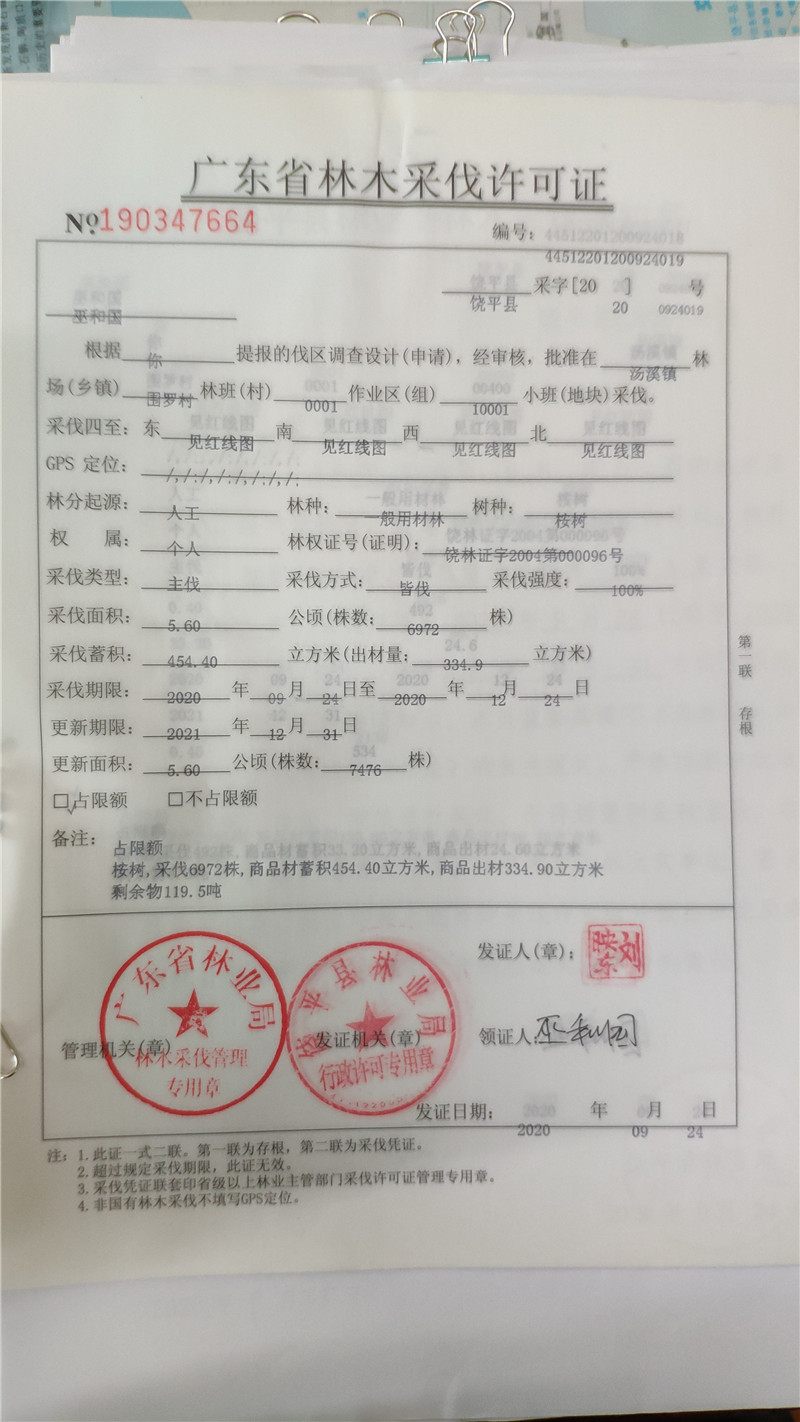 广东省林木采伐许可证
№190347664
编号：
44512201200924019
饶平县 采字[20 20 ] 0924019 号
巫和国
根据 你 提报的伐区调查设计(申请)，经审核，批准在 汤溪镇 林
场(乡镇) 围罗村 林班(村) 0001 作业区(组) 10001 小班(地块)采伐。
采伐四至：东 见红线图 南 见红线图 西 见红线图 北 见红线图
GPS 定位： /,/:/,/:/,/:/,/:
林分起源： 人工 林种： 一般用材林 树种： 桉树
权 属： 个人 林权证号(证明)： 饶林证字2004第000096号
采伐类型： 主伐 采伐方式： 皆伐 采伐强度： 100%
采伐面积： 5.60 公顷(株数： 6972 株)
采伐蓄积： 454.40 立方米(出材量： 334.9 立方米)
采伐期限： 2020 年 09 月 24 日至 2020 年 12 月 24 日
更新期限： 2021 年 12 月 31 日
更新面积： 5.60 公顷(株数： 7476 株)
☑占限额 □不占限额
备注： 占限额
桉树,采伐6972株,商品材蓄积454.40立方米,商品出材334.90立方米
剩余物119.5吨
第一联 存根
广东省林业局
林木采伐管理
专用章
管理机关(章)
饶平县林业局
行政许可专用章
发证机关(章)
发证人(章)：
刘映东
领证人： 巫和国
发证日期： 2020 年 09 月 24 日
注：1.此证一式二联。第一联为存根，第二联为采伐凭证。
2.超过规定采伐期限，此证无效。
3.采伐凭证联套印省级以上林业主管部门采伐许可证管理专用章。
4.非国有林木采伐不填写GPS定位。